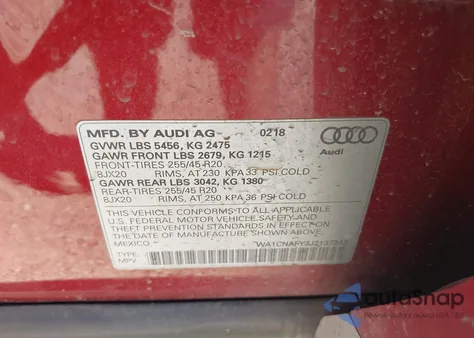 MFD. BY AUDI AG 0218
GVWR LBS 5456, KG 2475
GAWR FRONT LBS 2679, KG 1215
FRONT-TIRES 255/45 R20
8JX20 RIMS, AT 230 KPA 33 PSI COLD
GAWR REAR LBS 3042, KG 1380
REAR-TIRES 255/45 R20
8JX20 RIMS, AT 250 KPA 36 PSI COLD
THIS VEHICLE CONFORMS TO ALL APPLICABLE
U.S. FEDERAL MOTOR VEHICLE SAFETY AND
THEFT PREVENTION STANDARDS IN EFFECT ON THE
DATE OF MANUFACTURE SHOWN ABOVE.
MEXICO
TYPE:
MPV
Audi
autoSnap